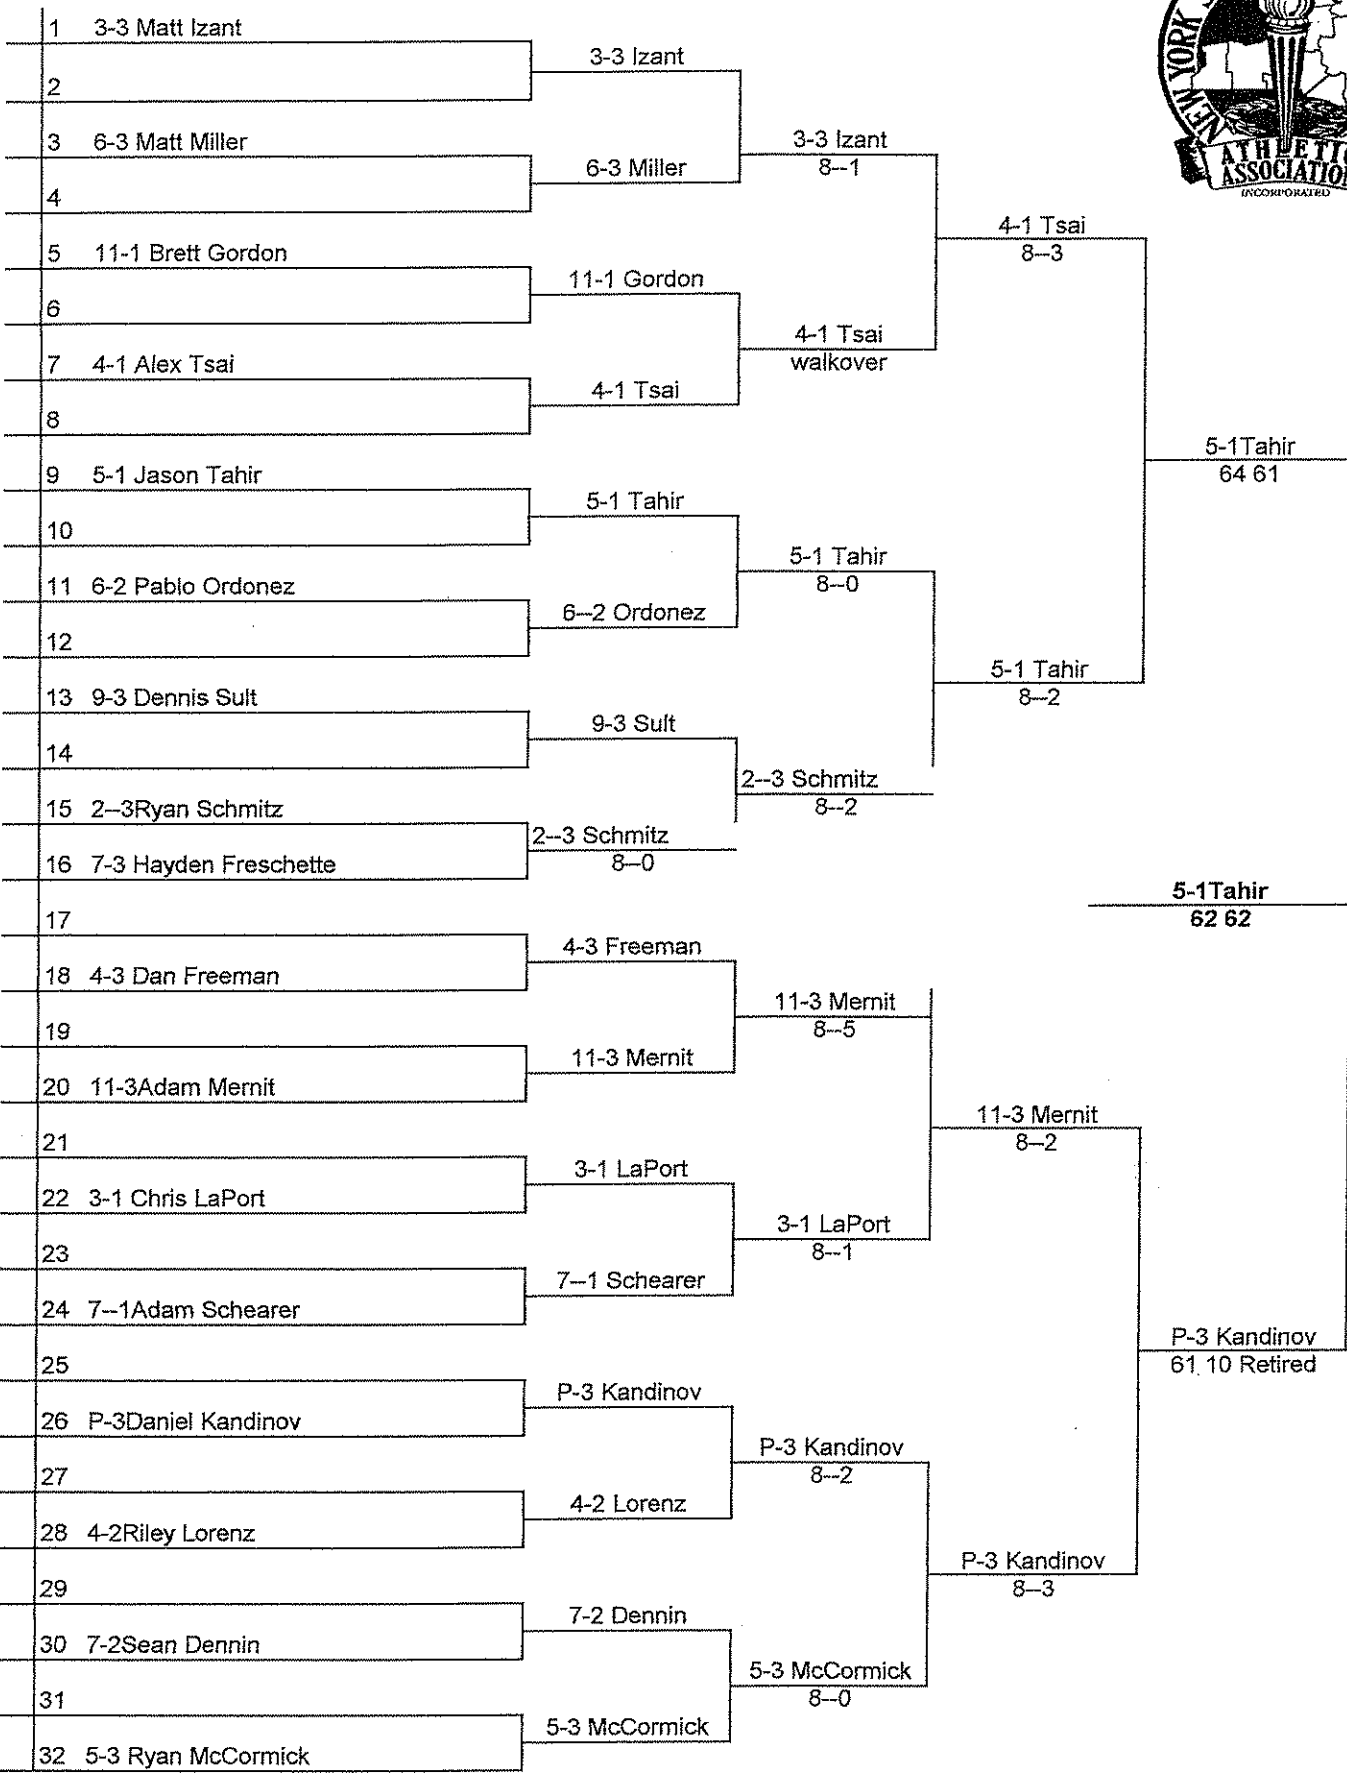 1 3-3 Matt Izant
2
3 6-3 Matt Miller
4
5 11-1 Brett Gordon
6
7 4-1 Alex Tsai
8
9 5-1 Jason Tahir
10
11 6-2 Pablo Ordonez
12
13 9-3 Dennis Sult
14
15 2--3Ryan Schmitz
16 7-3 Hayden Freschette
17
18 4-3 Dan Freeman
19
20 11-3Adam Mernit
21
22 3-1 Chris LaPort
23
24 7--1Adam Schearer
25
26 P-3Daniel Kandinov
27
28 4-2Riley Lorenz
29
30 7-2Sean Dennin
31
32 5-3 Ryan McCormick
3-3 Izant
6-3 Miller
11-1 Gordon
4-1 Tsai
5-1 Tahir
6--2 Ordonez
9-3 Sult
2--3 Schmitz
8--0
4-3 Freeman
11-3 Mernit
3-1 LaPort
7--1 Schearer
P-3 Kandinov
4-2 Lorenz
7-2 Dennin
5-3 McCormick
3-3 Izant
8--1
4-1 Tsai
walkover
5-1 Tahir
8--0
2--3 Schmitz
8--2
11-3 Mernit
8--5
3-1 LaPort
8--1
P-3 Kandinov
8--2
5-3 McCormick
8--0
4-1 Tsai
8--3
5-1 Tahir
8--2
11-3 Mernit
8--2
P-3 Kandinov
8--3
5-1Tahir
64 61
P-3 Kandinov
61 10 Retired
5-1Tahir
62 62
NEW YORK
ATHLETIC
ASSOCIATION
INCORPORATED